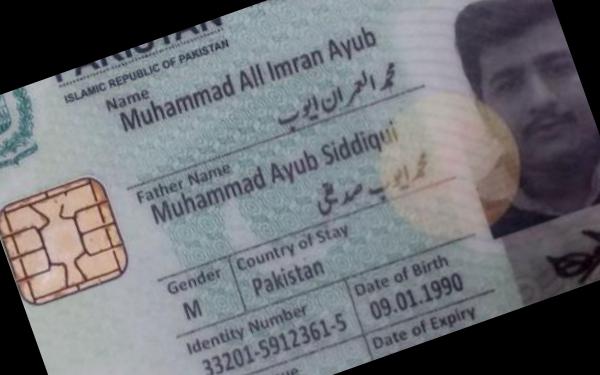 PAKISTAN
ISLAMIC REPUBLIC OF PAKISTAN
Name
Muhammad Ali Imran Ayub
محمد العمران ایوب
Father Name
Muhammad Ayub Siddiqui
محمد ایوب صدیقی
Gender
Country of Stay
M
Pakistan
Identity Number
Date of Birth
33201-5912361-5
09.01.1990
Date of Expiry